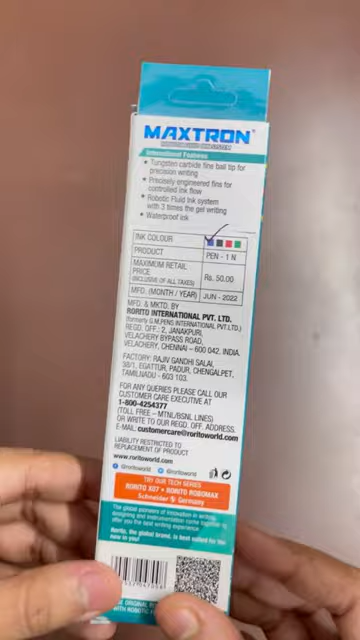 MAXTRON
International Features
• Tungsten carbide fine ball tip for
precision writing
• Precisely engineered fins for
controlled ink flow
• Robotic Fluid Ink system
with 3 times the gel writing
• Waterproof ink
INK COLOUR
PRODUCT PEN - 1 N
MAXIMUM RETAIL
PRICE Rs. 50.00
(INCLUSIVE OF ALL TAXES)
MFD. (MONTH / YEAR) JUN - 2022
MFD. & MKTD. BY
RORITO INTERNATIONAL PVT. LTD.
(formerly G.M.PENS INTERNATIONAL PVT.LTD.)
REGD. OFF.: 2, JANAKPURI,
VELACHERY BYPASS ROAD,
VELACHERY, CHENNAI – 600 042. INDIA.
FACTORY: RAJIV GANDHI SALAI,
38/1, EGATTUR, PADUR, CHENGALPET,
TAMILNADU - 603 103.
FOR ANY QUERIES PLEASE CALL OUR
CUSTOMER CARE EXECUTIVE AT
1-800-4254377
(TOLL FREE – MTNL/BSNL LINES)
OR WRITE TO OUR REGD. OFF. ADDRESS.
E-MAIL. customercare@roritoworld.com
LIABILITY RESTRICTED TO
REPLACEMENT OF PRODUCT
www.roritoworld.com
@roritoworld @roritoworld
TRY OUR TECH SERIES
RORITO X07 • RORITO ROBOMAX
Schneider Germany
The global pioneers of innovation in writing,
designing and instrumentation come together to
offer you the best writing experience
Rorito, the global brand, is best suited for the
new in you!
ORIGINAL
WITH ROBOTIC